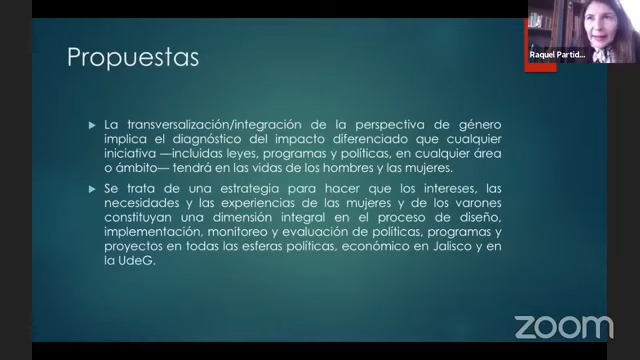 Propuestas
La transversalización/integración de la perspectiva de género
implica el diagnóstico del impacto diferenciado que cualquier
iniciativa —incluidas leyes, programas y políticas, en cualquier área
o ámbito— tendrá en las vidas de los hombres y las mujeres.
Se trata de una estrategia para hacer que los intereses, las
necesidades y las experiencias de las mujeres y de los varones
constituyan una dimensión integral en el proceso de diseño,
implementación, monitoreo y evaluación de políticas, programas y
proyectos en todas las esferas políticas, económico en Jalisco y en
la UdeG.
Raquel Partid...
zoom